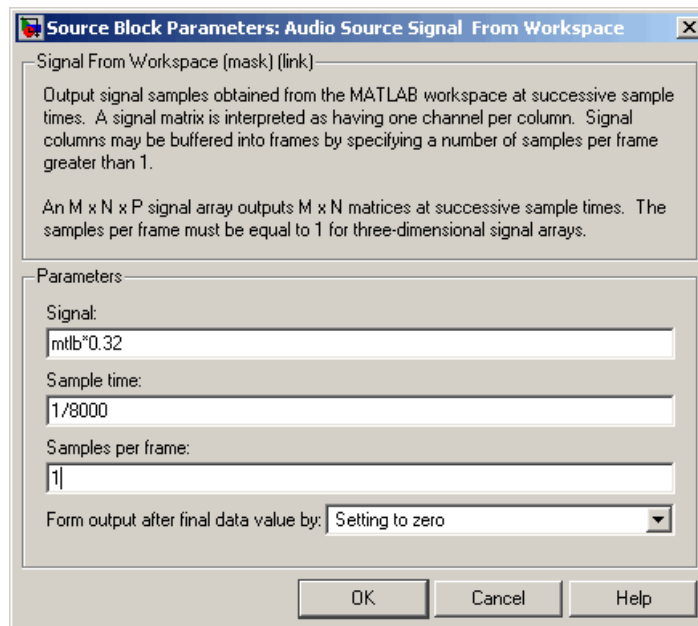 Source Block Parameters: Audio Source Signal  From Workspace
Signal From Workspace (mask) (link)
Output signal samples obtained from the MATLAB workspace at successive sample
times.  A signal matrix is interpreted as having one channel per column.  Signal
columns may be buffered into frames by specifying a number of samples per frame
greater than 1.
An M x N x P signal array outputs M x N matrices at successive sample times.  The
samples per frame must be equal to 1 for three-dimensional signal arrays.
Parameters
Signal:
mtlb*0.32
Sample time:
1/8000
Samples per frame:
1
Form output after final data value by: Setting to zero
OK Cancel Help